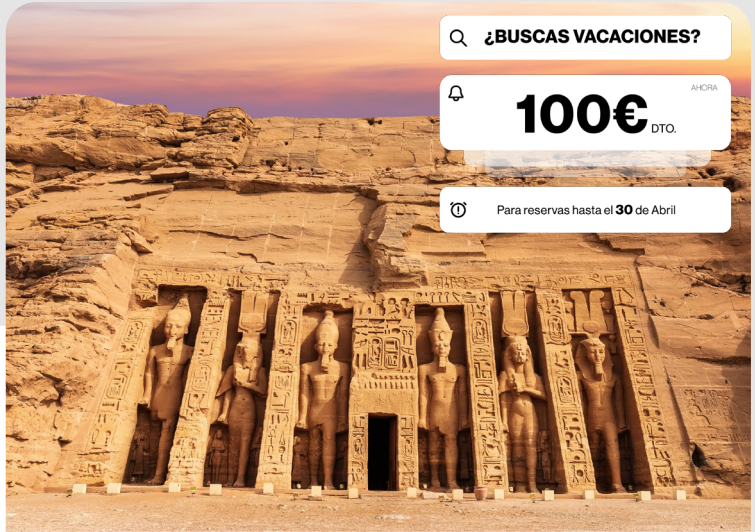 ¿BUSCAS VACACIONES?
AHORA
100€ DTO.
Para reservas hasta el 30 de Abril